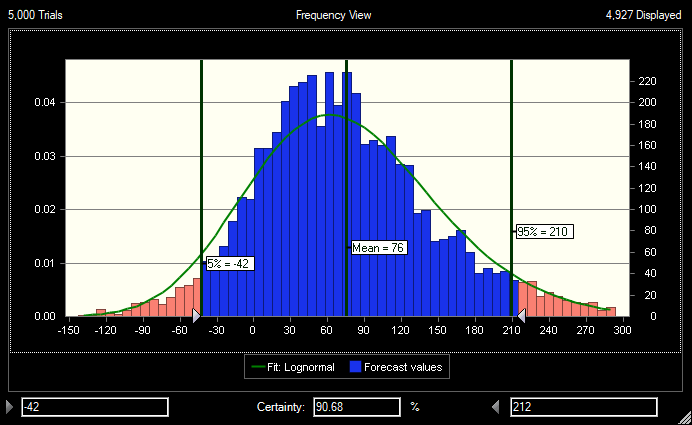 5,000 Trials Frequency View 4,927 Displayed
220
0.04 200
180
160
0.03 140
120
0.02 100
95% = 210
80
Mean = 76
60
5% = -42
0.01 40
20
0.00 0
-150 -120 -90 -60 -30 0 30 60 90 120 150 180 210 240 270 300
Fit: Lognormal Forecast values
-42 Certainty: 90.68 % 212